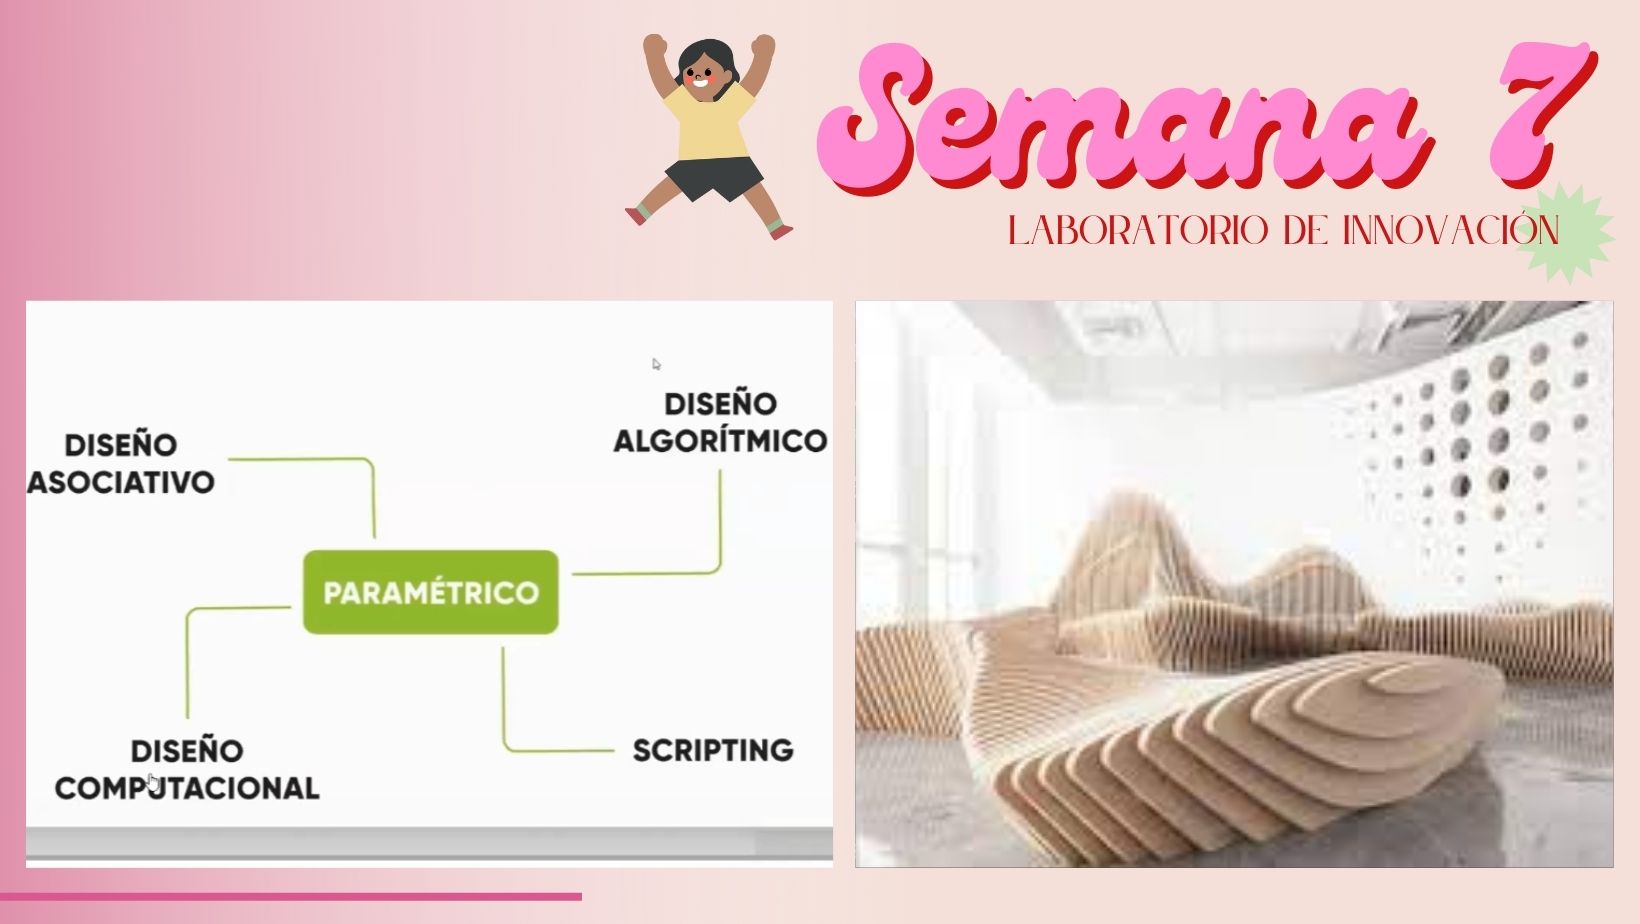 Semana 7
LABORATORIO DE INNOVACIÓN
DISEÑO
ASOCIATIVO
DISEÑO
ALGORÍTMICO
PARAMÉTRICO
DISEÑO
COMPUTACIONAL
SCRIPTING